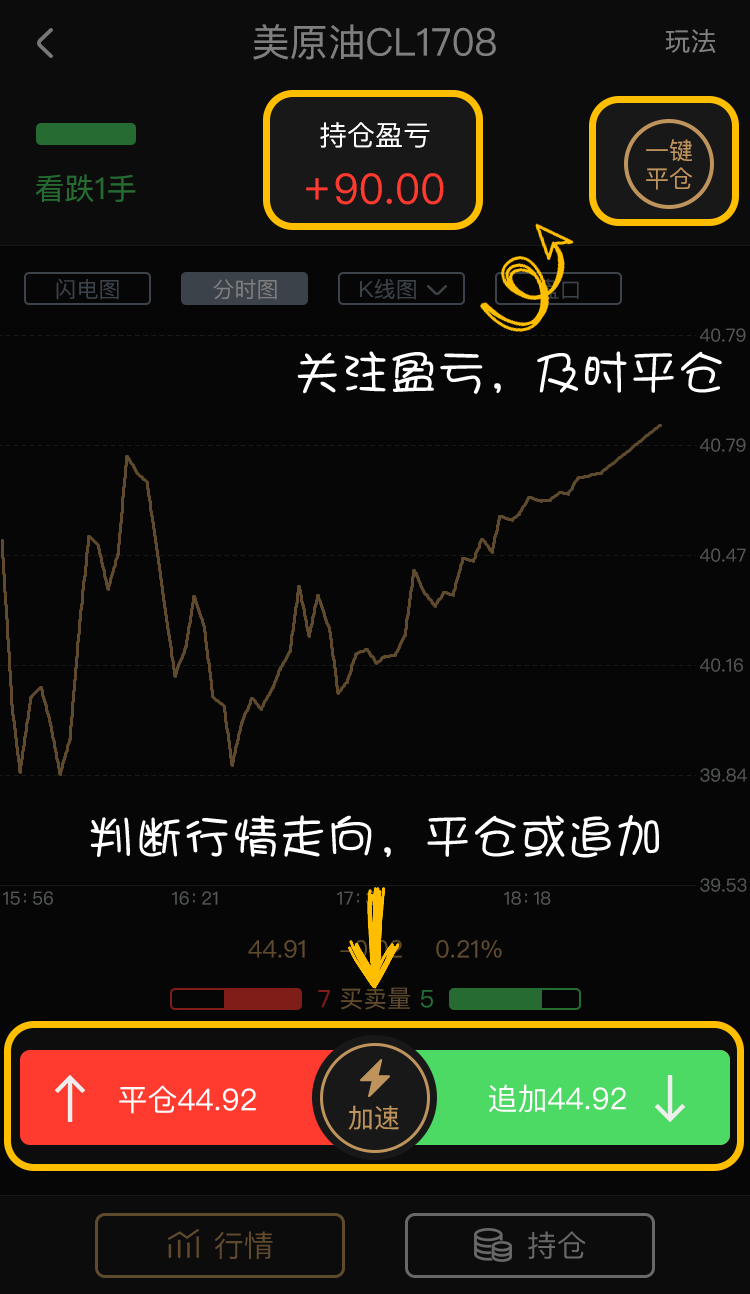 美原油CL1708
玩法
持仓盈亏
+90.00
一键
平仓
看跌1手
闪电图
分时图
K线图
口
40.79
关注盈亏，及时平仓
40.79
40.47
40.16
39.84
判断行情走向，平仓或追加
39.53
15:56
16:21
17:
18:18
44.91
0.21%
7 买卖量 5
平仓44.92
加速
追加44.92
行情
持仓